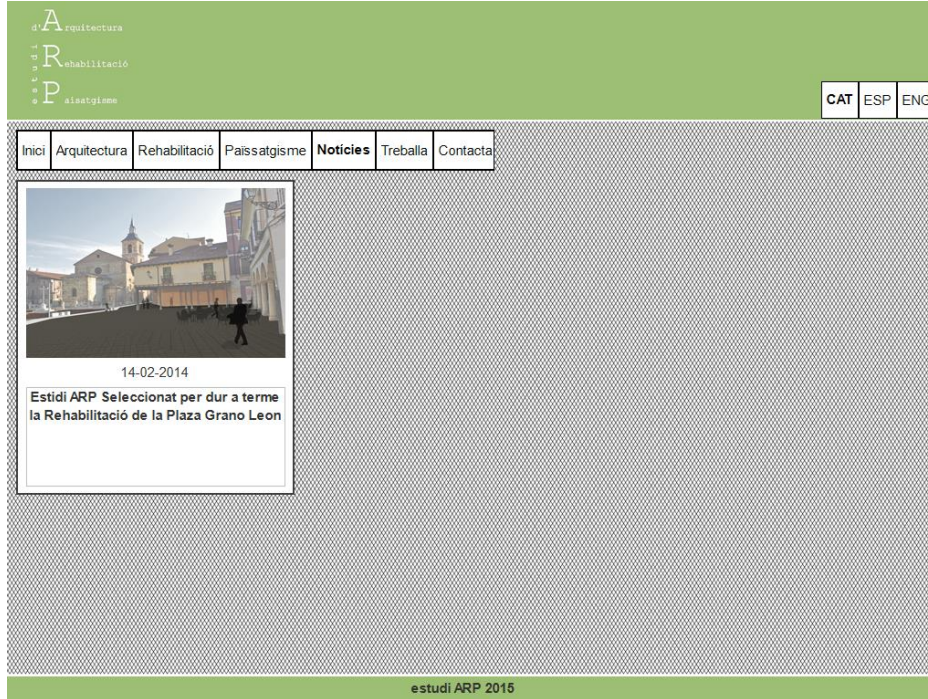 d'Arquitectura
Rehabilitació
Paisatgisme
estudi
CAT ESP ENG
Inici Arquitectura Rehabilitació Païssatgisme Notícies Treballa Contacta
14-02-2014
Estidi ARP Seleccionat per dur a terme
la Rehabilitació de la Plaza Grano Leon
estudi ARP 2015